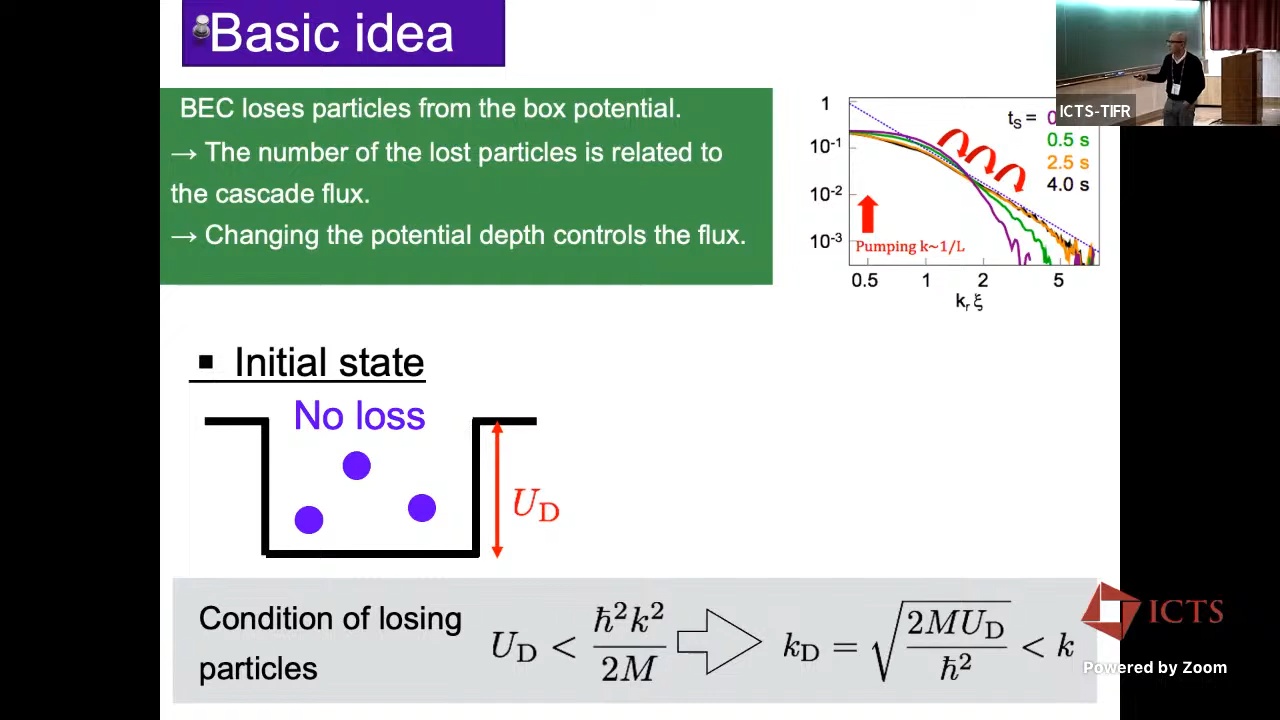 Basic idea
BEC loses particles from the box potential.
→ The number of the lost particles is related to
the cascade flux.
→ Changing the potential depth controls the flux.
1
10⁻¹
10⁻²
10⁻³
t_S = 0
0.5 s
2.5 s
4.0 s
Pumping k~1/L
0.5 1 2 5
k_r ξ
ICTS-TIFR
▪ Initial state
No loss
U_D
Condition of losing
particles
U_D < ħ²k²/2M ⇒ k_D = √(2MU_D/ħ²) < k
ICTS
Powered by Zoom